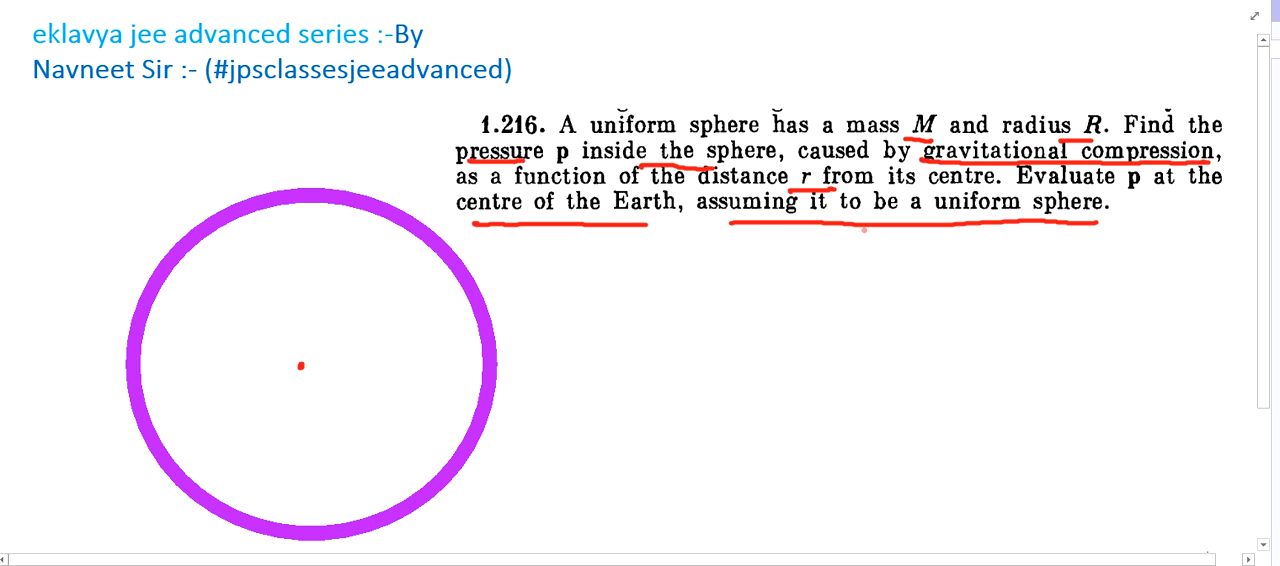 eklavya jee advanced series :-By
Navneet Sir :- (#jpsclassesjeeadvanced)
1.216. A uniform sphere has a mass M and radius R. Find the
pressure p inside the sphere, caused by gravitational compression,
as a function of the distance r from its centre. Evaluate p at the
centre of the Earth, assuming it to be a uniform sphere.